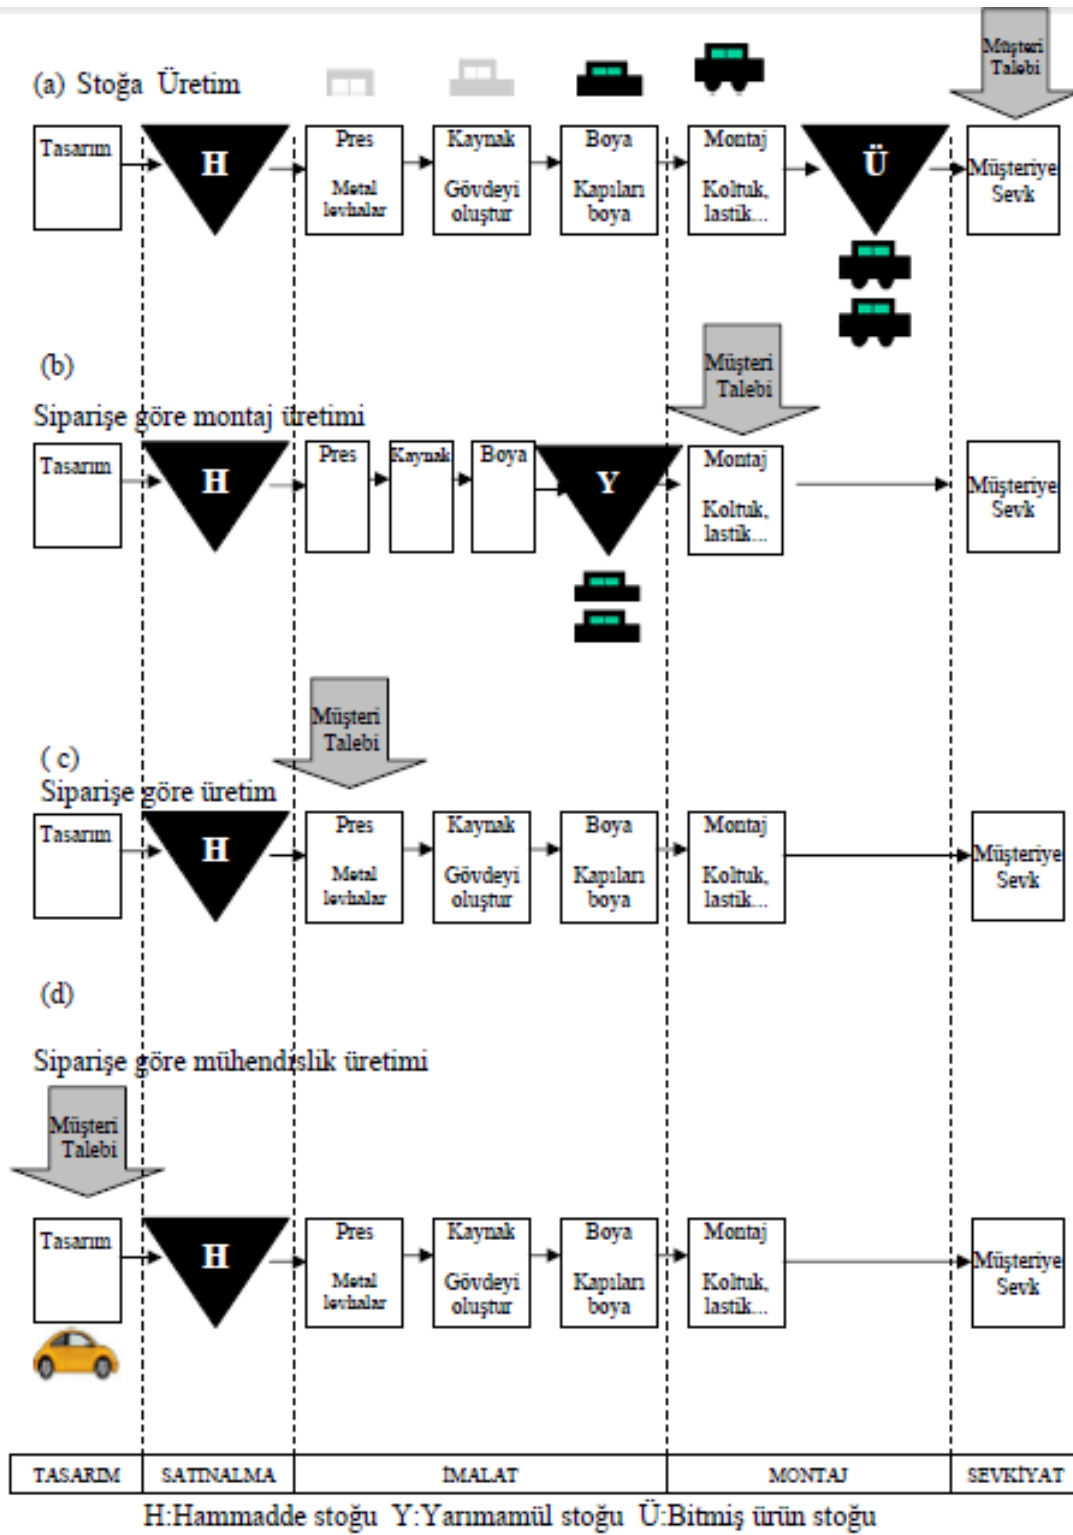 Müşteri
Talebi
(a) Stoğa Üretim
Tasarım
H
Pres
Metal
levhalar
Kaynak
Gövdeyi
oluştur
Boya
Kapıları
boya
Montaj
Koltuk,
lastik...
Ü
Müşteriye
Sevk
(b)
Müşteri
Talebi
Siparişe göre montaj üretimi
Tasarım
H
Pres
Kaynak
Boya
Y
Montaj
Koltuk,
lastik...
Müşteriye
Sevk
Müşteri
Talebi
( c)
Siparişe göre üretim
Tasarım
H
Pres
Metal
levhalar
Kaynak
Gövdeyi
oluştur
Boya
Kapıları
boya
Montaj
Koltuk,
lastik...
Müşteriye
Sevk
(d)
Siparişe göre mühendislik üretimi
Müşteri
Talebi
Tasarım
H
Pres
Metal
levhalar
Kaynak
Gövdeyi
oluştur
Boya
Kapıları
boya
Montaj
Koltuk,
lastik...
Müşteriye
Sevk
TASARIM SATINALMA İMALAT MONTAJ SEVKİYAT
H:Hammadde stoğu Y:Yarımamül stoğu Ü:Bitmiş ürün stoğu